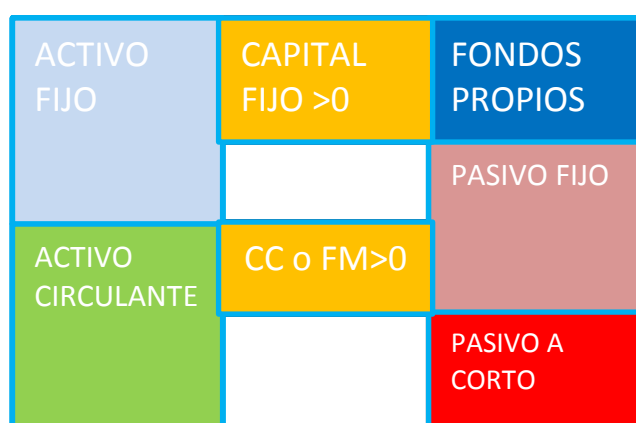 ACTIVO
FIJO
CAPITAL
FIJO >0
FONDOS
PROPIOS
PASIVO FIJO
ACTIVO
CIRCULANTE
CC o FM>0
PASIVO A
CORTO